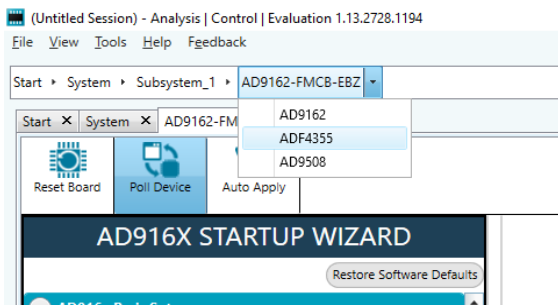 (Untitled Session) - Analysis | Control | Evaluation 1.13.2728.1194
File View Tools Help Feedback
Start System Subsystem_1 AD9162-FMCB-EBZ
Start System AD9162-FM
AD9162
ADF4355
AD9508
Reset Board Poll Device Auto Apply
AD916X STARTUP WIZARD
Restore Software Defaults